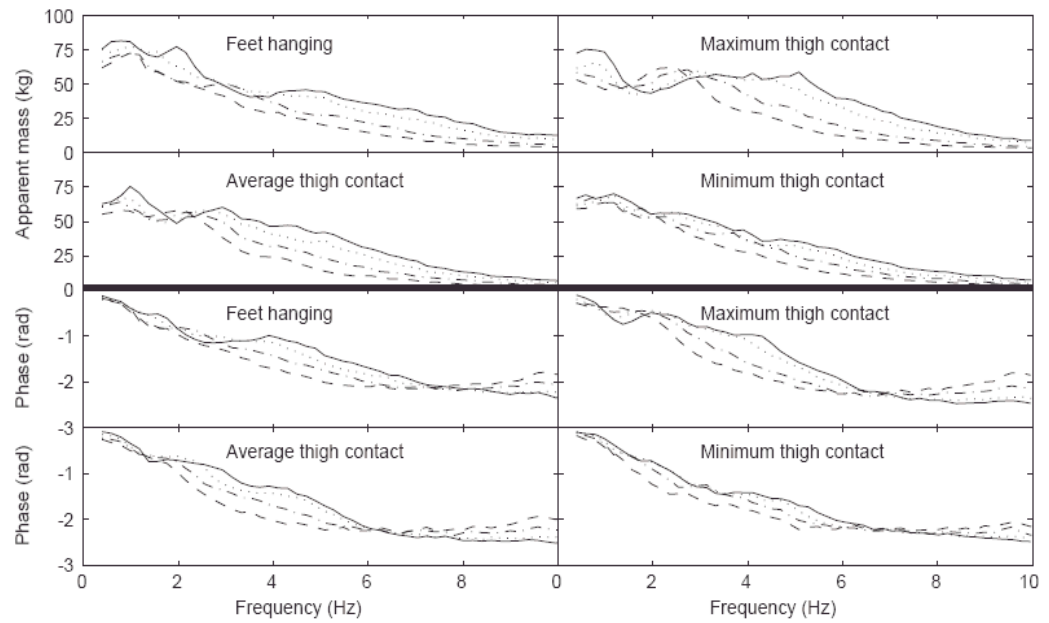 100
75
50
25
0
Apparent mass (kg)
Feet hanging
Maximum thigh contact
75
50
25
0
Average thigh contact
Minimum thigh contact
-1
-2
-3
Phase (rad)
Feet hanging
Maximum thigh contact
-1
-2
-3
Phase (rad)
Average thigh contact
Minimum thigh contact
0 2 4 6 8 0 2 4 6 8 10
Frequency (Hz) Frequency (Hz)